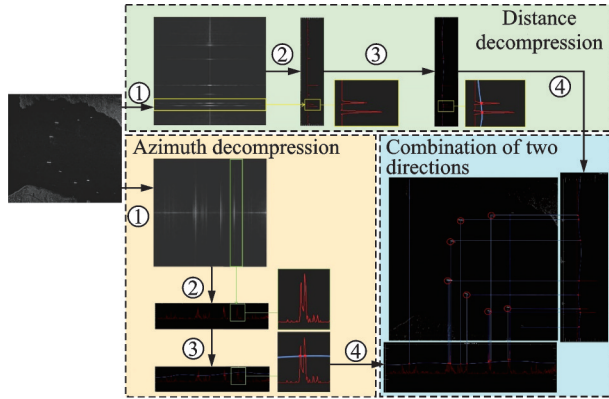 Distance
decompression
②
③
①
④
Azimuth decompression
Combination of two
directions
①
②
③
④